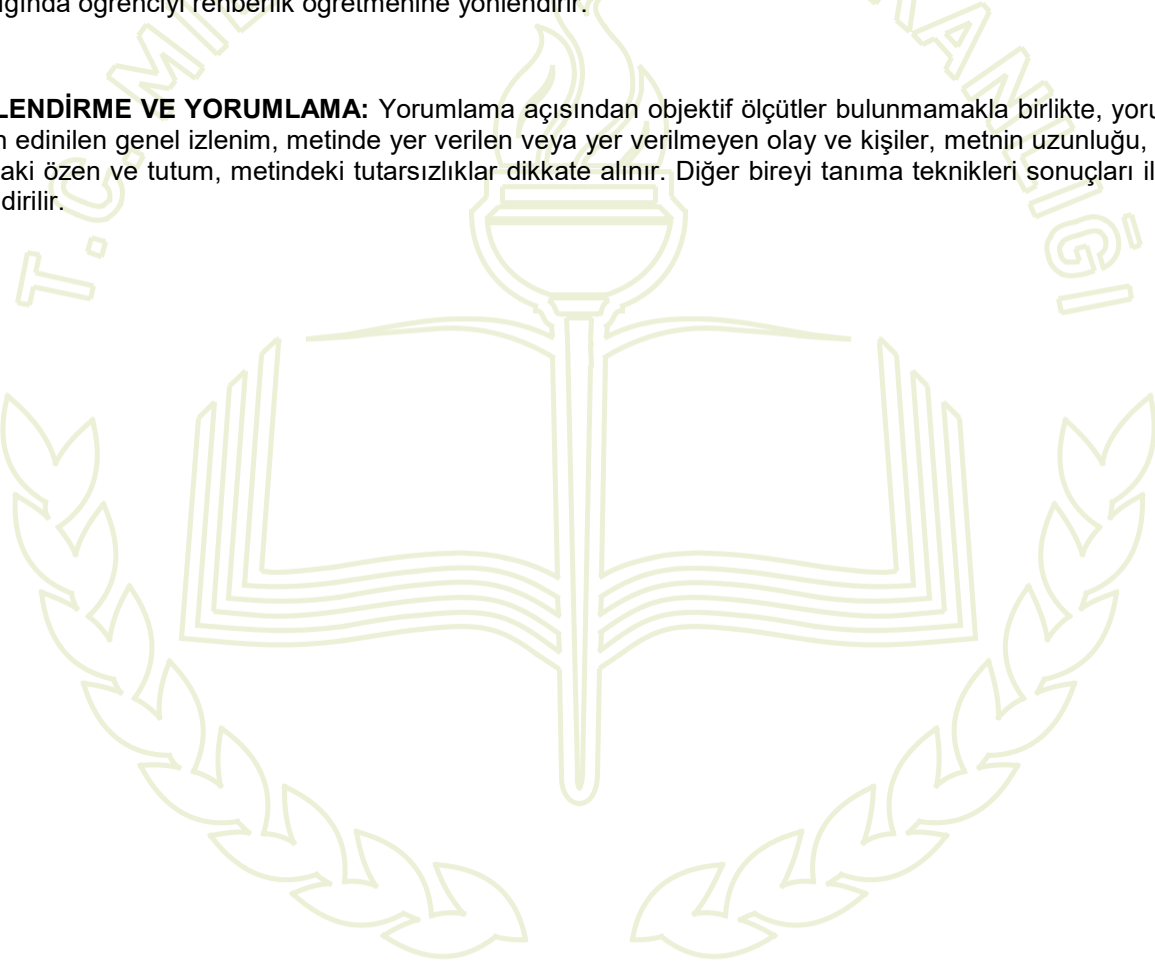 öğrenciyi rehberlik öğretmenine yönlendirir.
LENDİRME VE YORUMLAMA: Yorumlama açısından objektif ölçütler bulunmamakla birlikte, yoru
edinilen genel izlenim, metinde yer verilen veya yer verilmeyen olay ve kişiler, metnin uzunluğu,
aki özen ve tutum, metindeki tutarsızlıklar dikkate alınır. Diğer bireyi tanıma teknikleri sonuçları il
dirilir.
T.C. Mİ
RANLIĞI